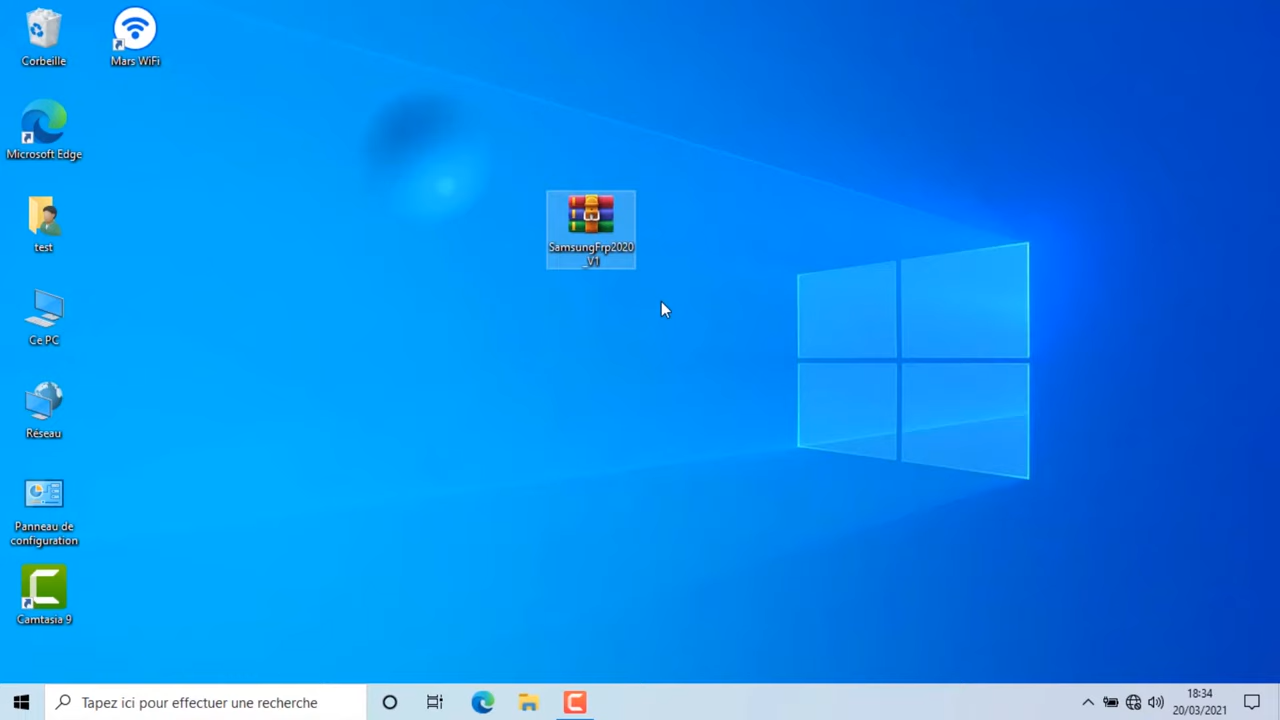 Corbeille
Mars WiFi
Microsoft Edge
test
Ce PC
Réseau
Panneau de
configuration
Camtasia 9
SamsungFrp2020
_V1
Tapez ici pour effectuer une recherche
18:34
20/03/2021